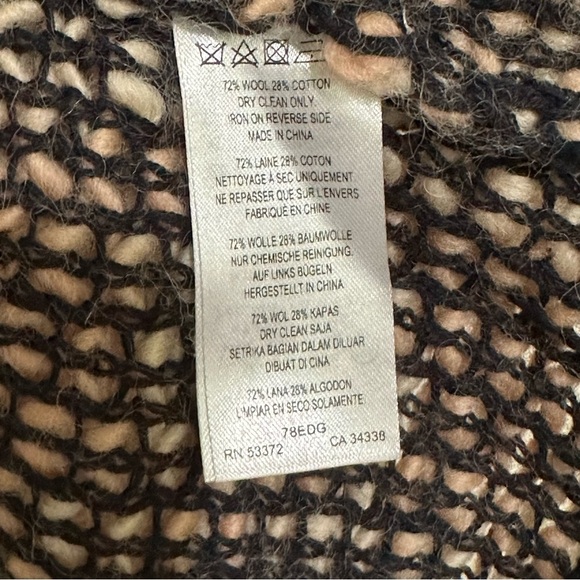 72% WOOL 28% COTTON
DRY CLEAN ONLY.
IRON ON REVERSE SIDE
MADE IN CHINA
72% LAINE 28% COTON
NETTOYAGE À SEC UNIQUEMENT.
NE REPASSER QUE SUR L'ENVERS
FABRIQUÉ EN CHINE
72% WOLLE 28% BAUMWOLLE
NUR CHEMISCHE REINIGUNG.
AUF LINKS BÜGELN
HERGESTELLT IN CHINA
72% WOL 28% KAPAS
DRY CLEAN SAJA
SETRIKA BAGIAN DALAM DILUAR
DIBUAT DI CINA
72% LANA 28% ALGODON
LIMPIAR EN SECO SOLAMENTE
78EDG
RN 53372 CA 34338